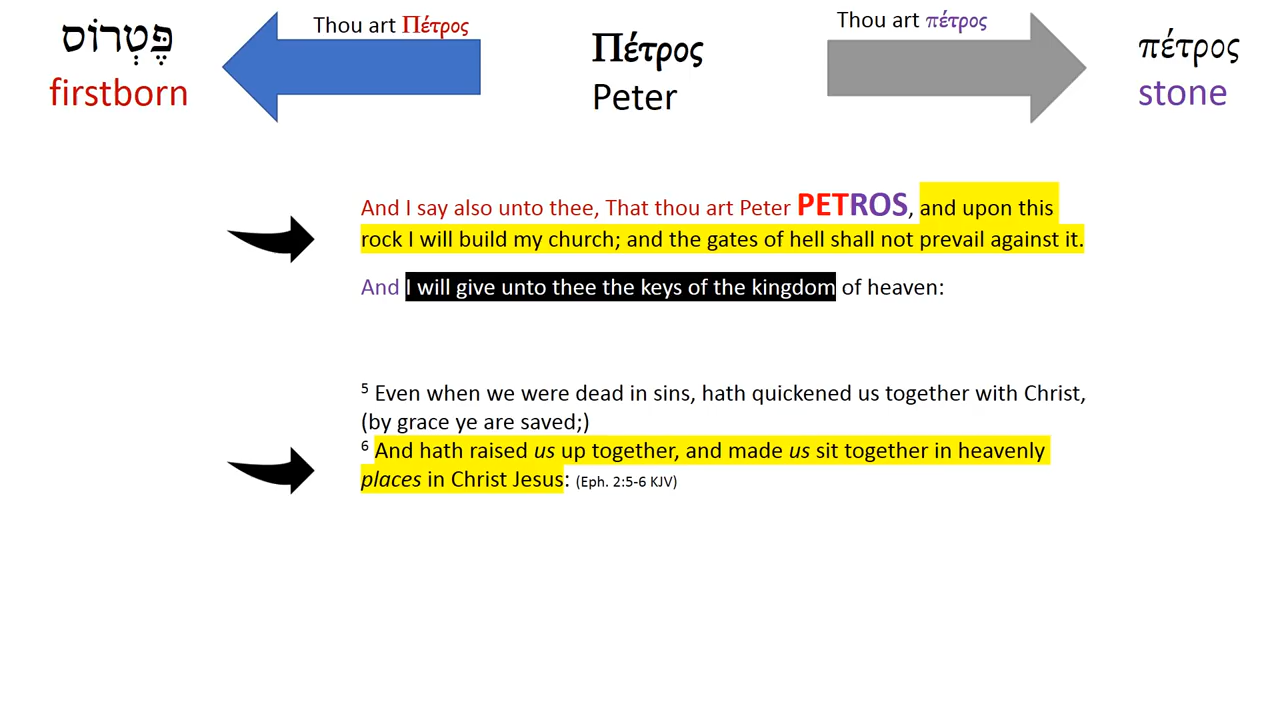 פֶּטְרוֹס
firstborn
Thou art Πέτρος
Πέτρος
Peter
Thou art πέτρος
πέτρος
stone
And I say also unto thee, That thou art Peter PETROS, and upon this
rock I will build my church; and the gates of hell shall not prevail against it.
And I will give unto thee the keys of the kingdom of heaven:
5 Even when we were dead in sins, hath quickened us together with Christ,
(by grace ye are saved;)
6 And hath raised us up together, and made us sit together in heavenly
places in Christ Jesus: (Eph. 2:5-6 KJV)